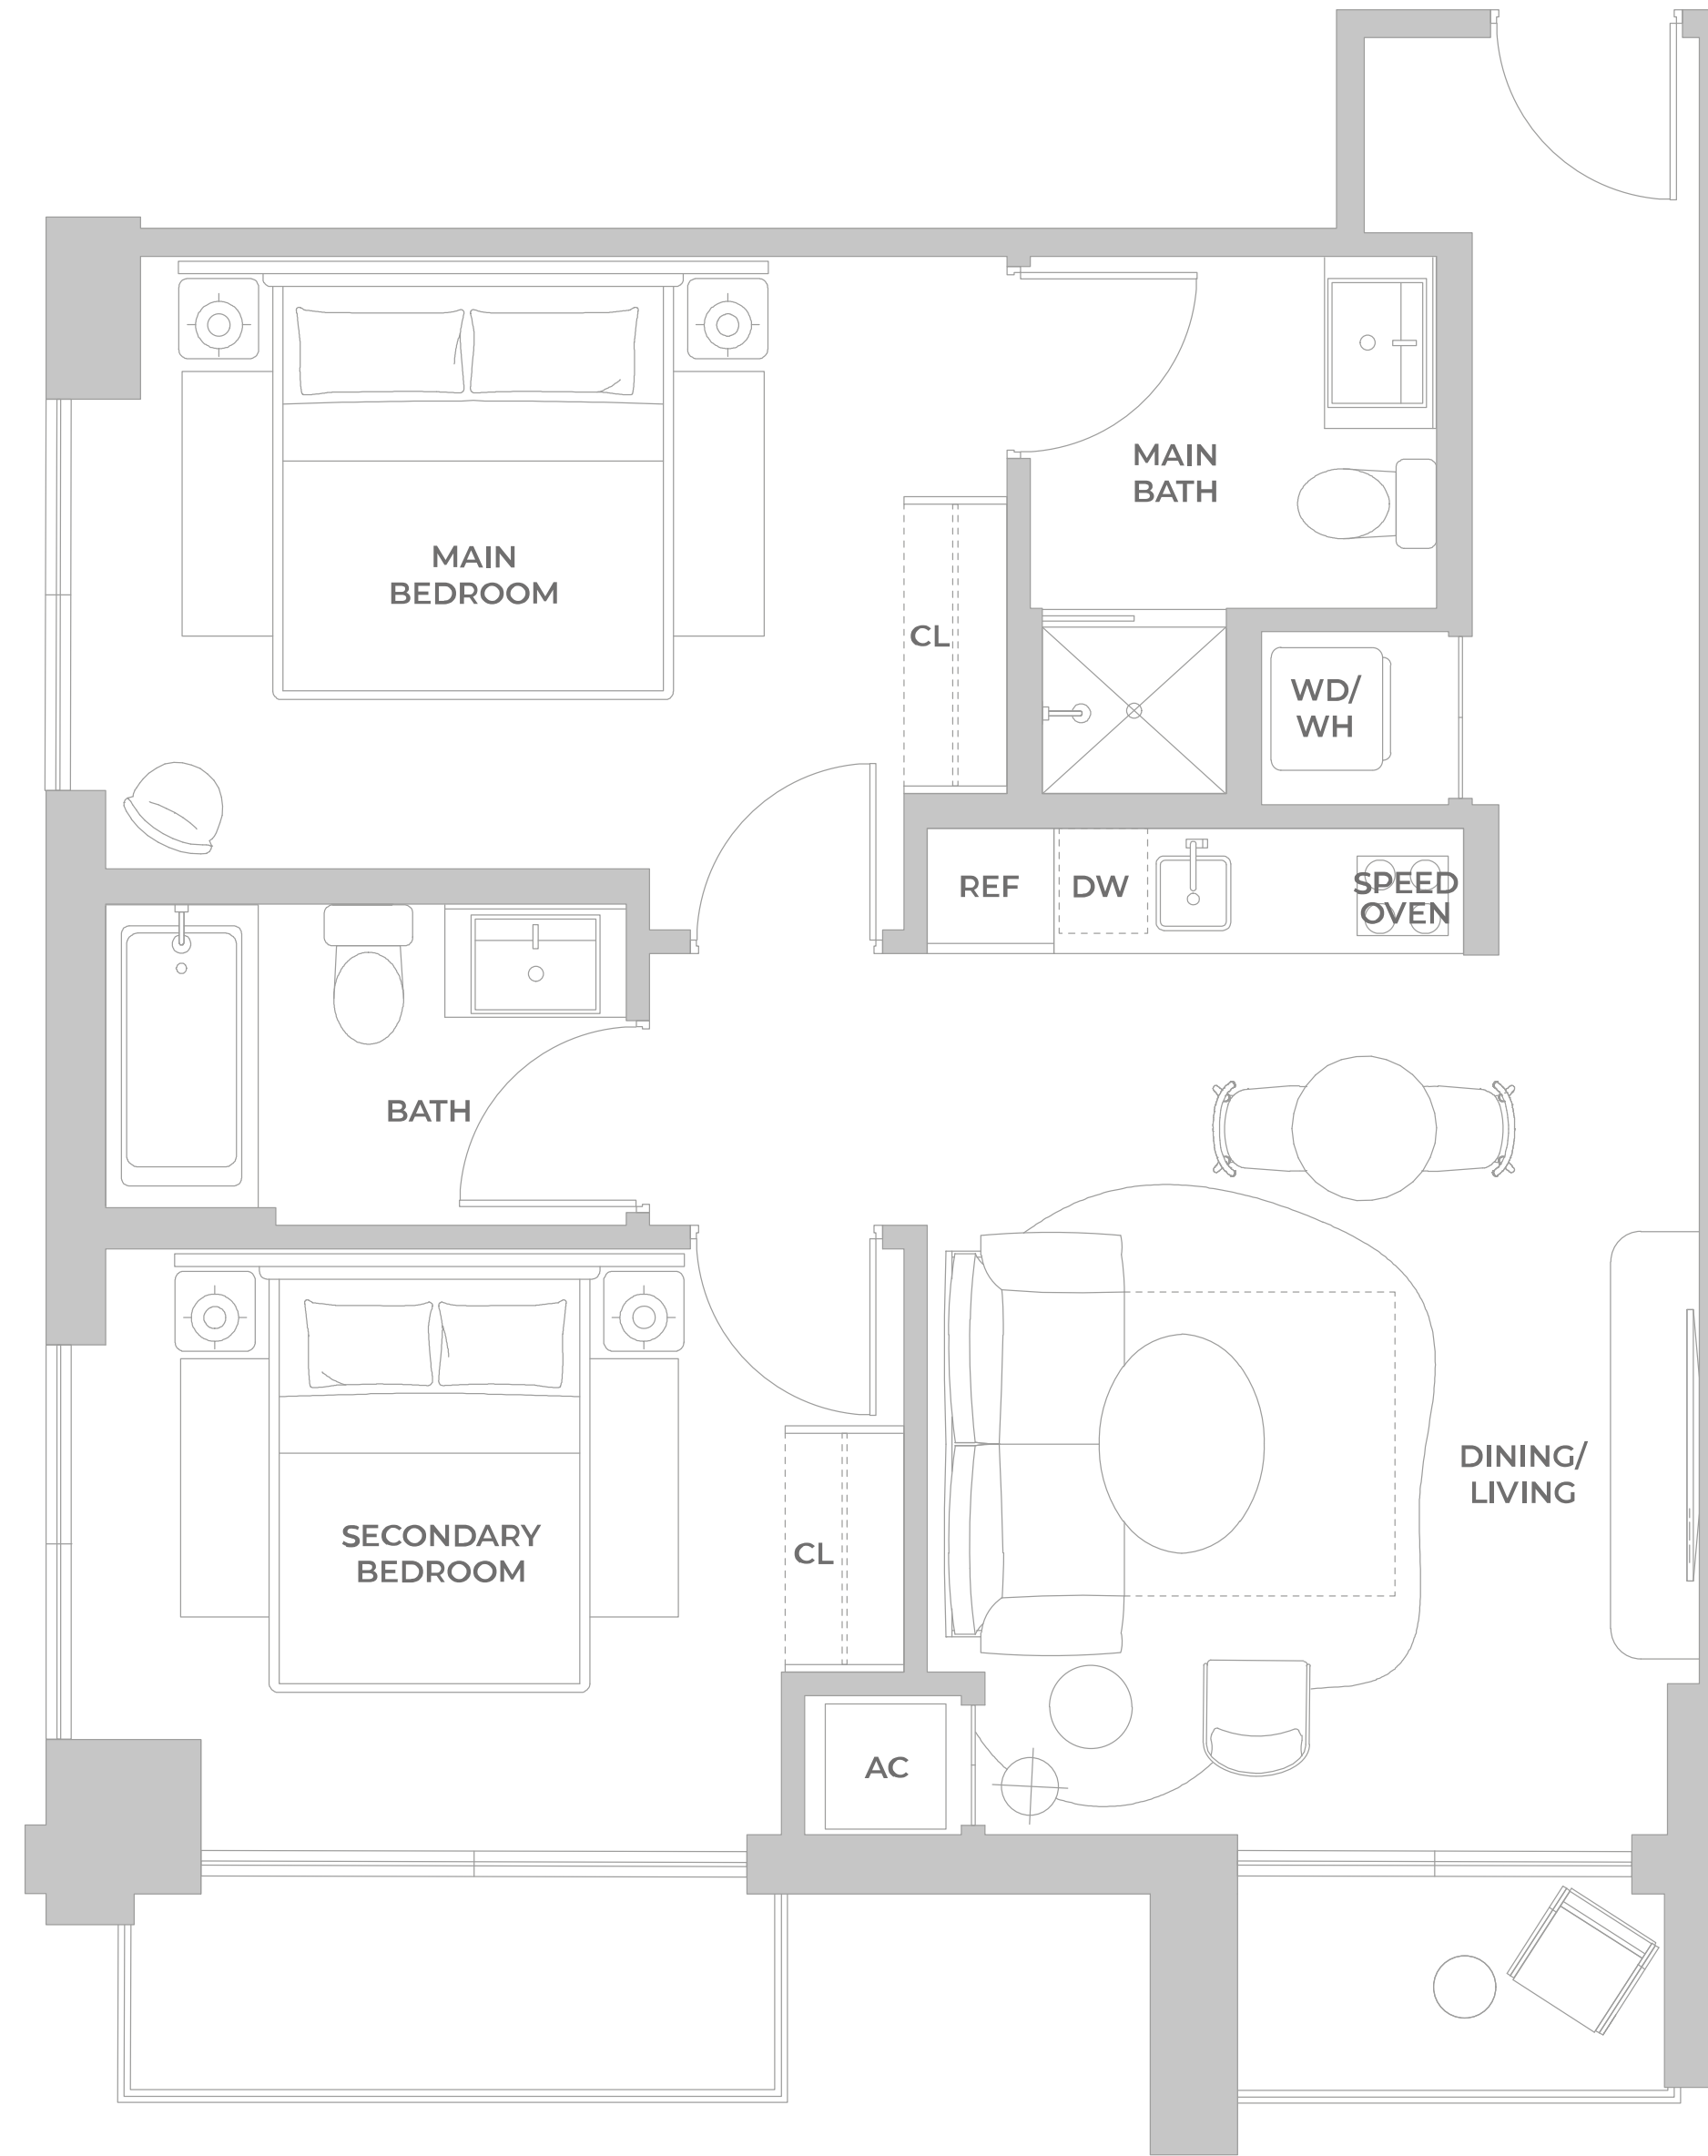 MAIN
BATH
MAIN
BEDROOM
CL
WD/
WH
REF
DW
SPEED
OVEN
BATH
DINING/
LIVING
SECONDARY
BEDROOM
CL
AC